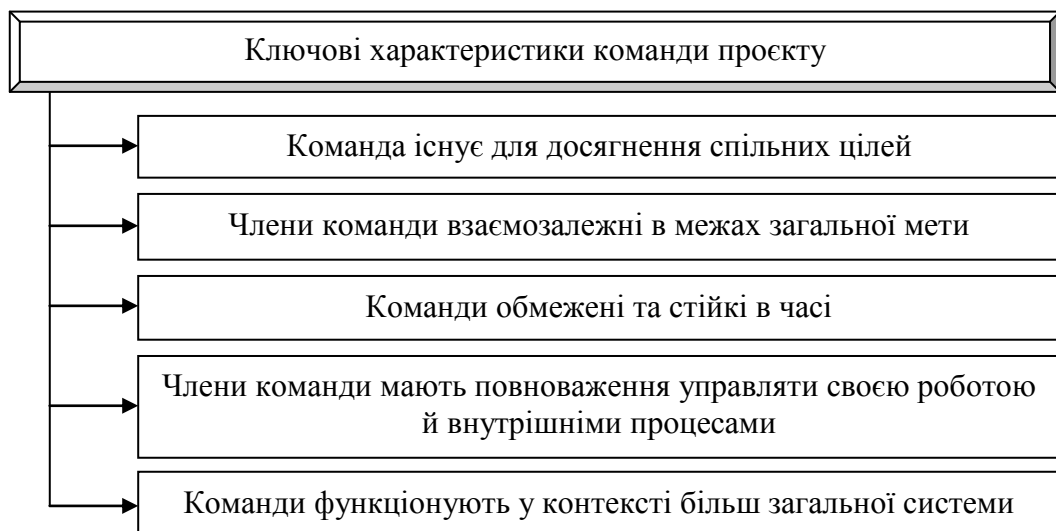 Ключові характеристики команди проєкту
Команда існує для досягнення спільних цілей
Члени команди взаємозалежні в межах загальної мети
Команди обмежені та стійкі в часі
Члени команди мають повноваження управляти своєю роботою
й внутрішніми процесами
Команди функціонують у контексті більш загальної системи